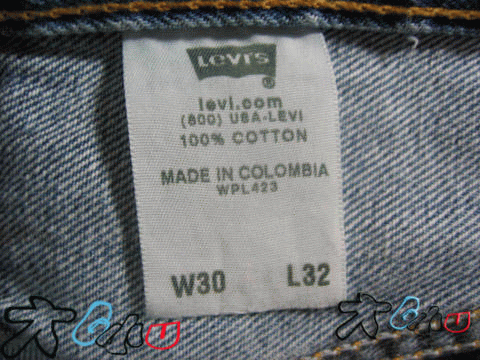 Levi's
®
levi.com
(800) USA-LEVI
100% COTTON
MADE IN COLOMBIA
WPL423
W30 L32